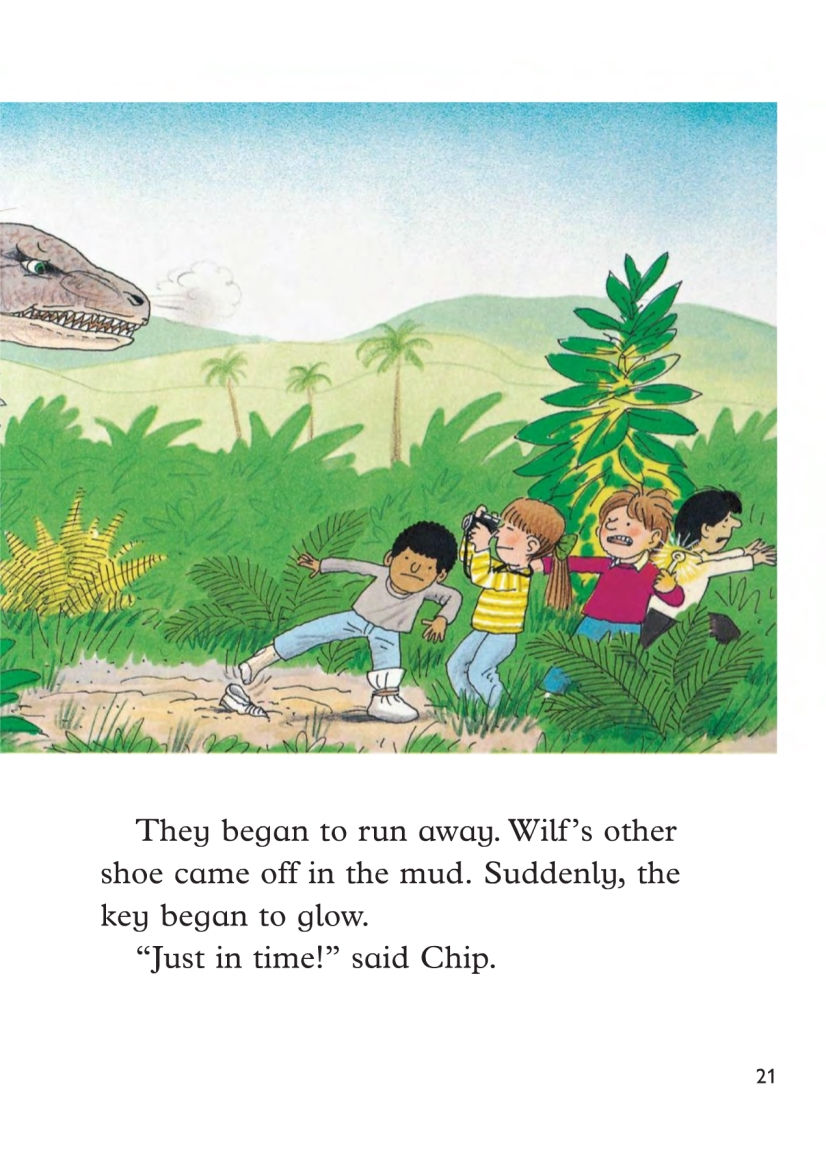 They began to run away. Wilf’s other
shoe came off in the mud. Suddenly, the
key began to glow.
“Just in time!” said Chip.
21